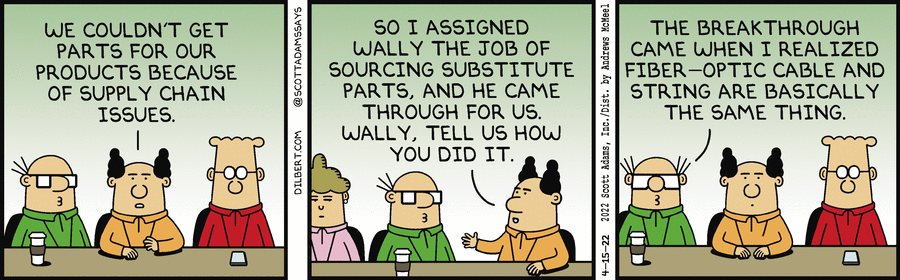 WE COULDN'T GET
PARTS FOR OUR
PRODUCTS BECAUSE
OF SUPPLY CHAIN
ISSUES.
DILBERT.COM @SCOTTADAMSSAYS
SO I ASSIGNED
WALLY THE JOB OF
SOURCING SUBSTITUTE
PARTS, AND HE CAME
THROUGH FOR US.
WALLY, TELL US HOW
YOU DID IT.
4-15-22 2022 Scott Adams, Inc./Dist. by Andrews McMeel
THE BREAKTHROUGH
CAME WHEN I REALIZED
FIBER-OPTIC CABLE AND
STRING ARE BASICALLY
THE SAME THING.